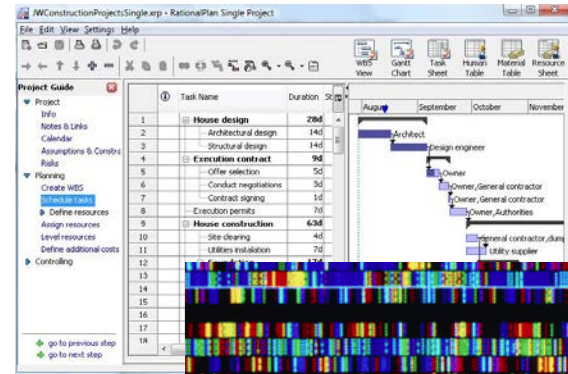 JWConstructionProjectsSingle.xrp - RationalPlan Single Project
File Edit View Settings Help
WBS View
Gantt Chart
Task Sheet
Human Table
Material Table
Resource Sheet
Project Guide
Project
Info
Notes & Links
Calendar
Assumptions & Constra
Risks
Planning
Create WBS
Schedule tasks
Define resources
Assign resources
Level resources
Define additional costs
Controlling
go to previous step
go to next step
Task Name Duration St
1 House design 28d
2 Architectural design 14d
3 Structural design 14d
4 Execution contract 9d
5 Offer selection 5d
6 Conduct negotiations 3d
7 Contract signing 1d
8 Execution permits 7d
9 House construction 63d
10 Site clearing 4d
11 Utilities instalation 7d
12
13
14
15
16
17
18
August September October November
Architect
Design engineer
Owner
Owner,General contractor
Owner,General contractor
Owner,Authorities
General contractor,dump
Utility supplier